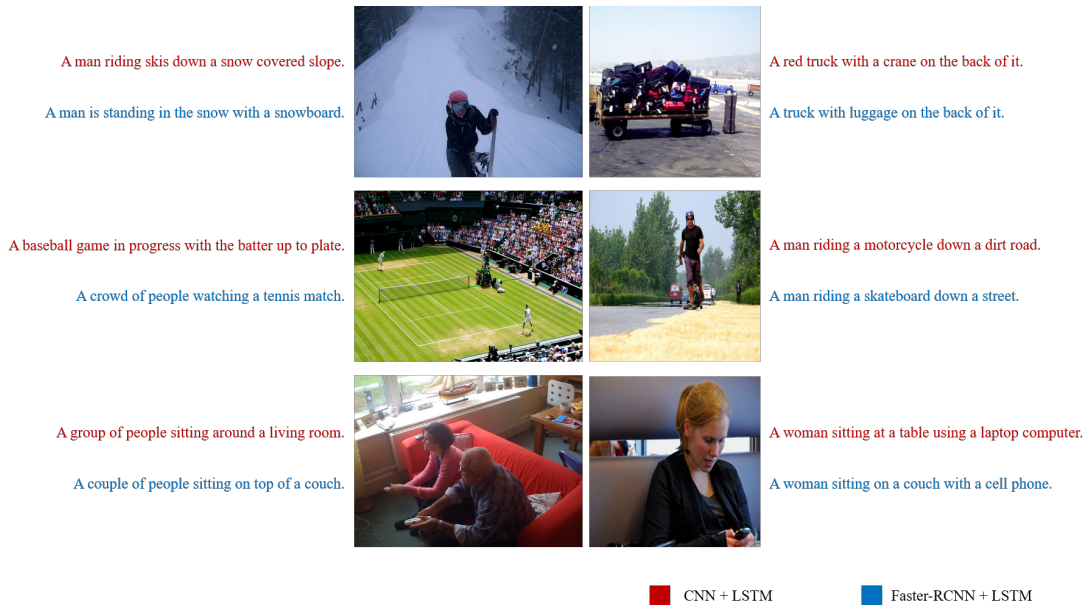 A man riding skis down a snow covered slope.
A man is standing in the snow with a snowboard.
A red truck with a crane on the back of it.
A truck with luggage on the back of it.
A baseball game in progress with the batter up to plate.
A crowd of people watching a tennis match.
A man riding a motorcycle down a dirt road.
A man riding a skateboard down a street.
A group of people sitting around a living room.
A couple of people sitting on top of a couch.
A woman sitting at a table using a laptop computer.
A woman sitting on a couch with a cell phone.
CNN + LSTM
Faster-RCNN + LSTM